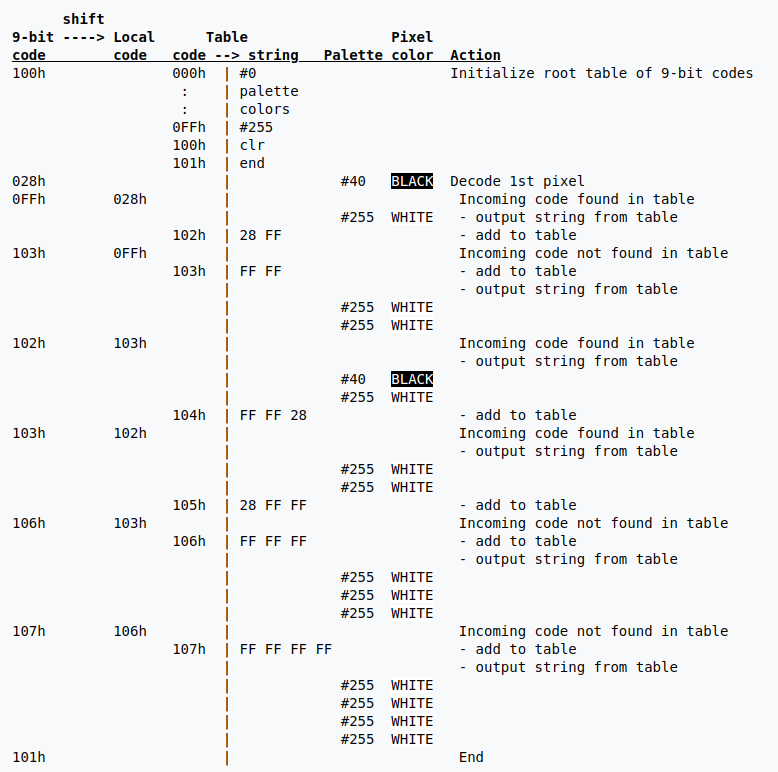 shift
9-bit ----> Local      Table                 Pixel
code        code   code --> string   Palette color  Action
100h               000h  | #0                       Initialize root table of 9-bit codes
                    :    | palette
                    :    | colors
                   0FFh  | #255
                   100h  | clr
                   101h  | end
028h                     |             #40   BLACK  Decode 1st pixel
0FFh        028h         |                           Incoming code found in table
                         |             #255  WHITE   - output string from table
                   102h  | 28 FF                     - add to table
103h        0FFh         |                           Incoming code not found in table
                   103h  | FF FF                     - add to table
                         |                           - output string from table
                         |             #255  WHITE
                         |             #255  WHITE
102h        103h         |                           Incoming code found in table
                         |                           - output string from table
                         |             #40   BLACK
                         |             #255  WHITE
                   104h  | FF FF 28                  - add to table
103h        102h         |                           Incoming code found in table
                         |                           - output string from table
                         |             #255  WHITE
                         |             #255  WHITE
                   105h  | 28 FF FF                  - add to table
106h        103h         |                           Incoming code not found in table
                   106h  | FF FF FF                  - add to table
                         |                           - output string from table
                         |             #255  WHITE
                         |             #255  WHITE
                         |             #255  WHITE
107h        106h         |                           Incoming code not found in table
                   107h  | FF FF FF FF               - add to table
                         |                           - output string from table
                         |             #255  WHITE
                         |             #255  WHITE
                         |             #255  WHITE
                         |             #255  WHITE
101h                     |                           End